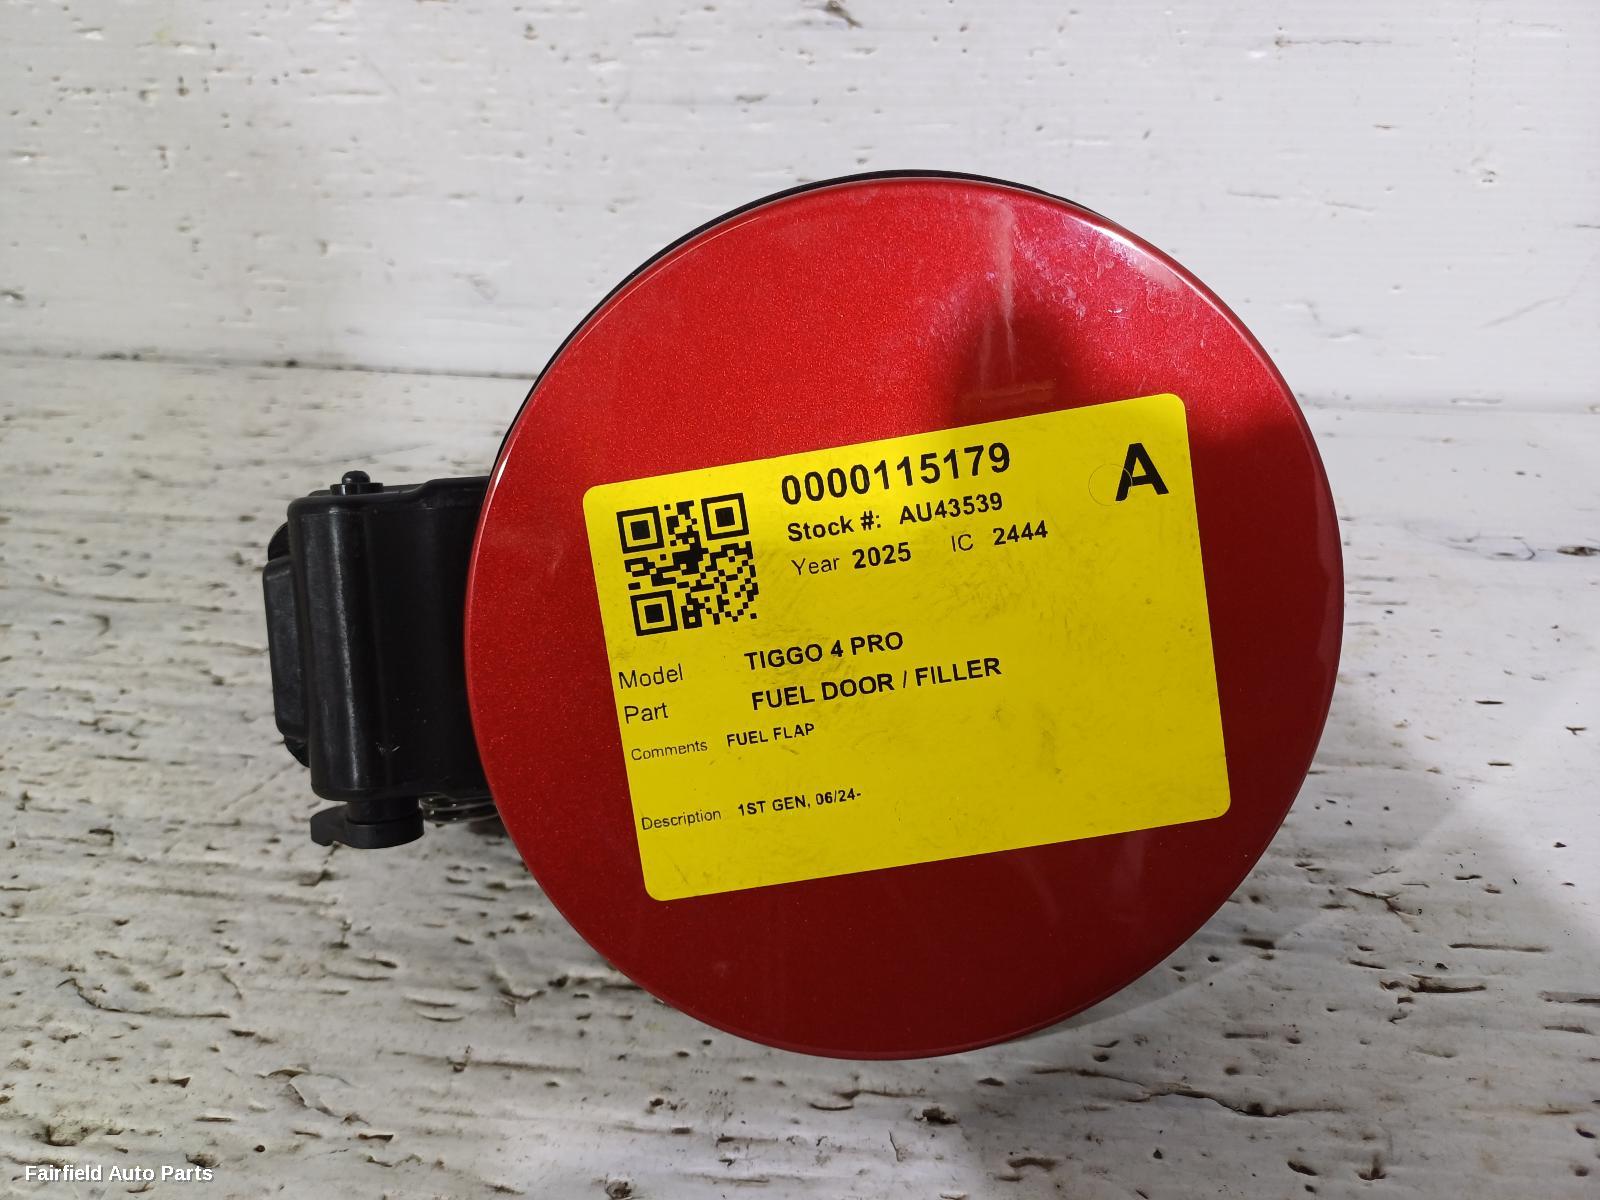 0000115179
A
Stock #: AU43539
Year 2025 IC 2444
Model TIGGO 4 PRO
Part FUEL DOOR / FILLER
Comments FUEL FLAP
Description 1ST GEN, 06/24-
Fairfield Auto Parts